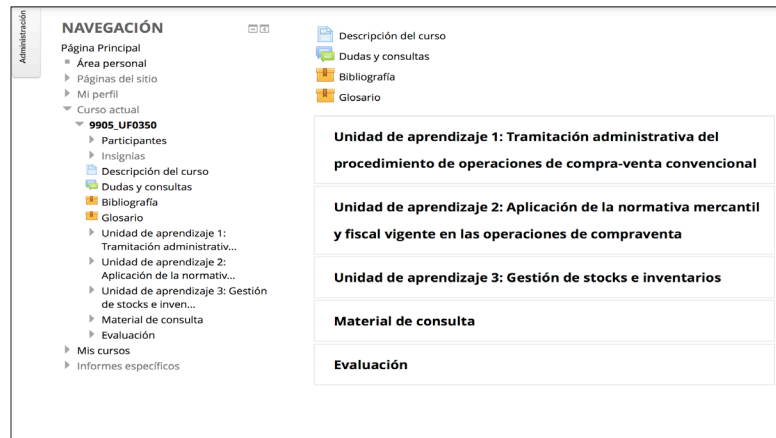 Administración
NAVEGACIÓN
Página Principal
Área personal
Páginas del sitio
Mi perfil
Curso actual
9905_UF0350
Participantes
Insignias
Descripción del curso
Dudas y consultas
Bibliografía
Glosario
Unidad de aprendizaje 1:
Tramitación administrativ...
Unidad de aprendizaje 2:
Aplicación de la normativ...
Unidad de aprendizaje 3: Gestión
de stocks e inven...
Material de consulta
Evaluación
Mis cursos
Informes específicos
Descripción del curso
Dudas y consultas
Bibliografía
Glosario
Unidad de aprendizaje 1: Tramitación administrativa del
procedimiento de operaciones de compra-venta convencional
Unidad de aprendizaje 2: Aplicación de la normativa mercantil
y fiscal vigente en las operaciones de compraventa
Unidad de aprendizaje 3: Gestión de stocks e inventarios
Material de consulta
Evaluación